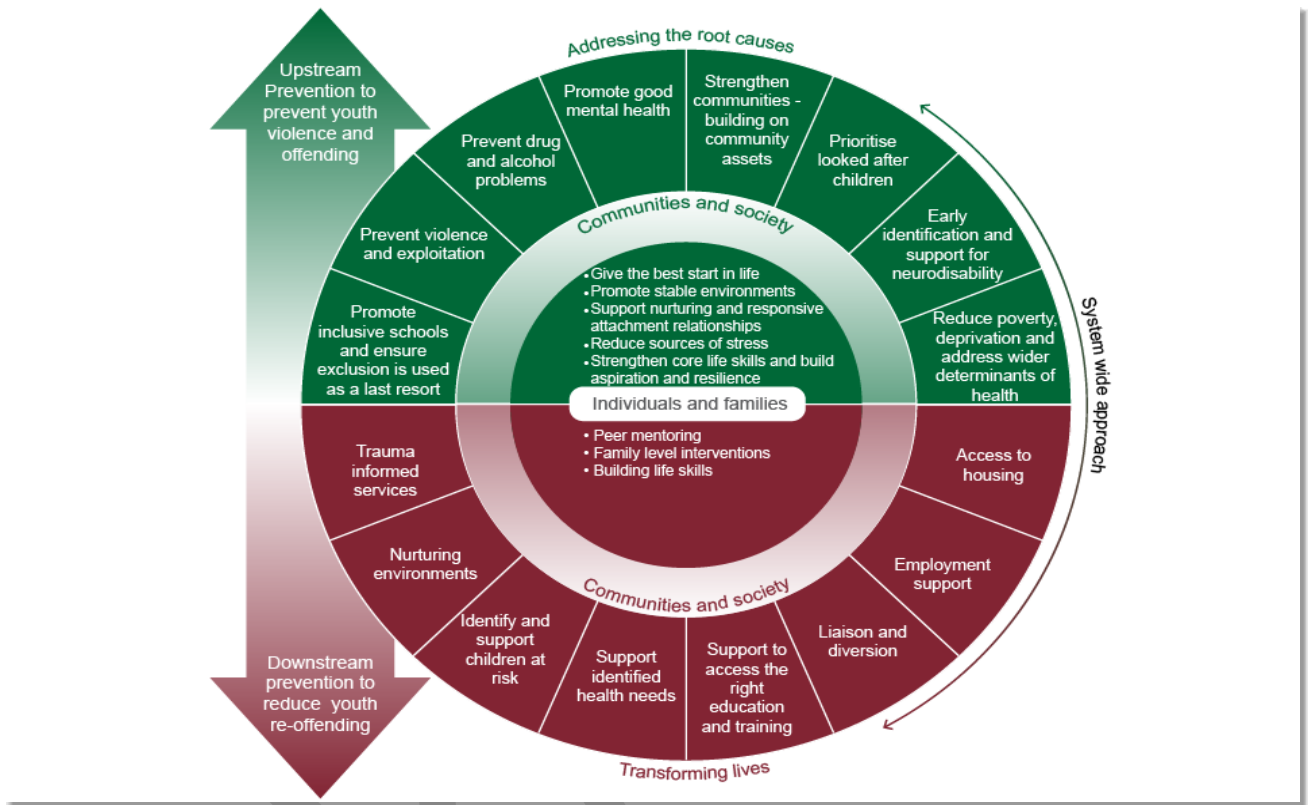 Upstream
Prevention to
prevent youth
violence and
offending
Addressing the root causes
Promote inclusive schools
and ensure
exclusion is used
as a last resort
Prevent violence
and exploitation
Prevent drug
and alcohol
problems
Promote good
mental health
Strengthen
communities -
building on
community
assets
Prioritise
looked after
children
Early
identification and
support for
neurodisability
Reduce poverty,
deprivation and
address wider
determinants of
health
Communities and society
•Give the best start in life
•Promote stable environments
•Support nurturing and responsive
attachment relationships
•Reduce sources of stress
•Strengthen core life skills and build
aspiration and resilience
Individuals and families
• Peer mentoring
• Family level interventions
• Building life skills
Communities and society
Trauma
informed
services
Nurturing
environments
Identify and
support
children at
risk
Support
identified
health needs
Support to
access the
right
education
and training
Liaison and
diversion
Employment
support
Access to
housing
Transforming lives
System wide approach
Downstream
prevention to
reduce youth
re-offending